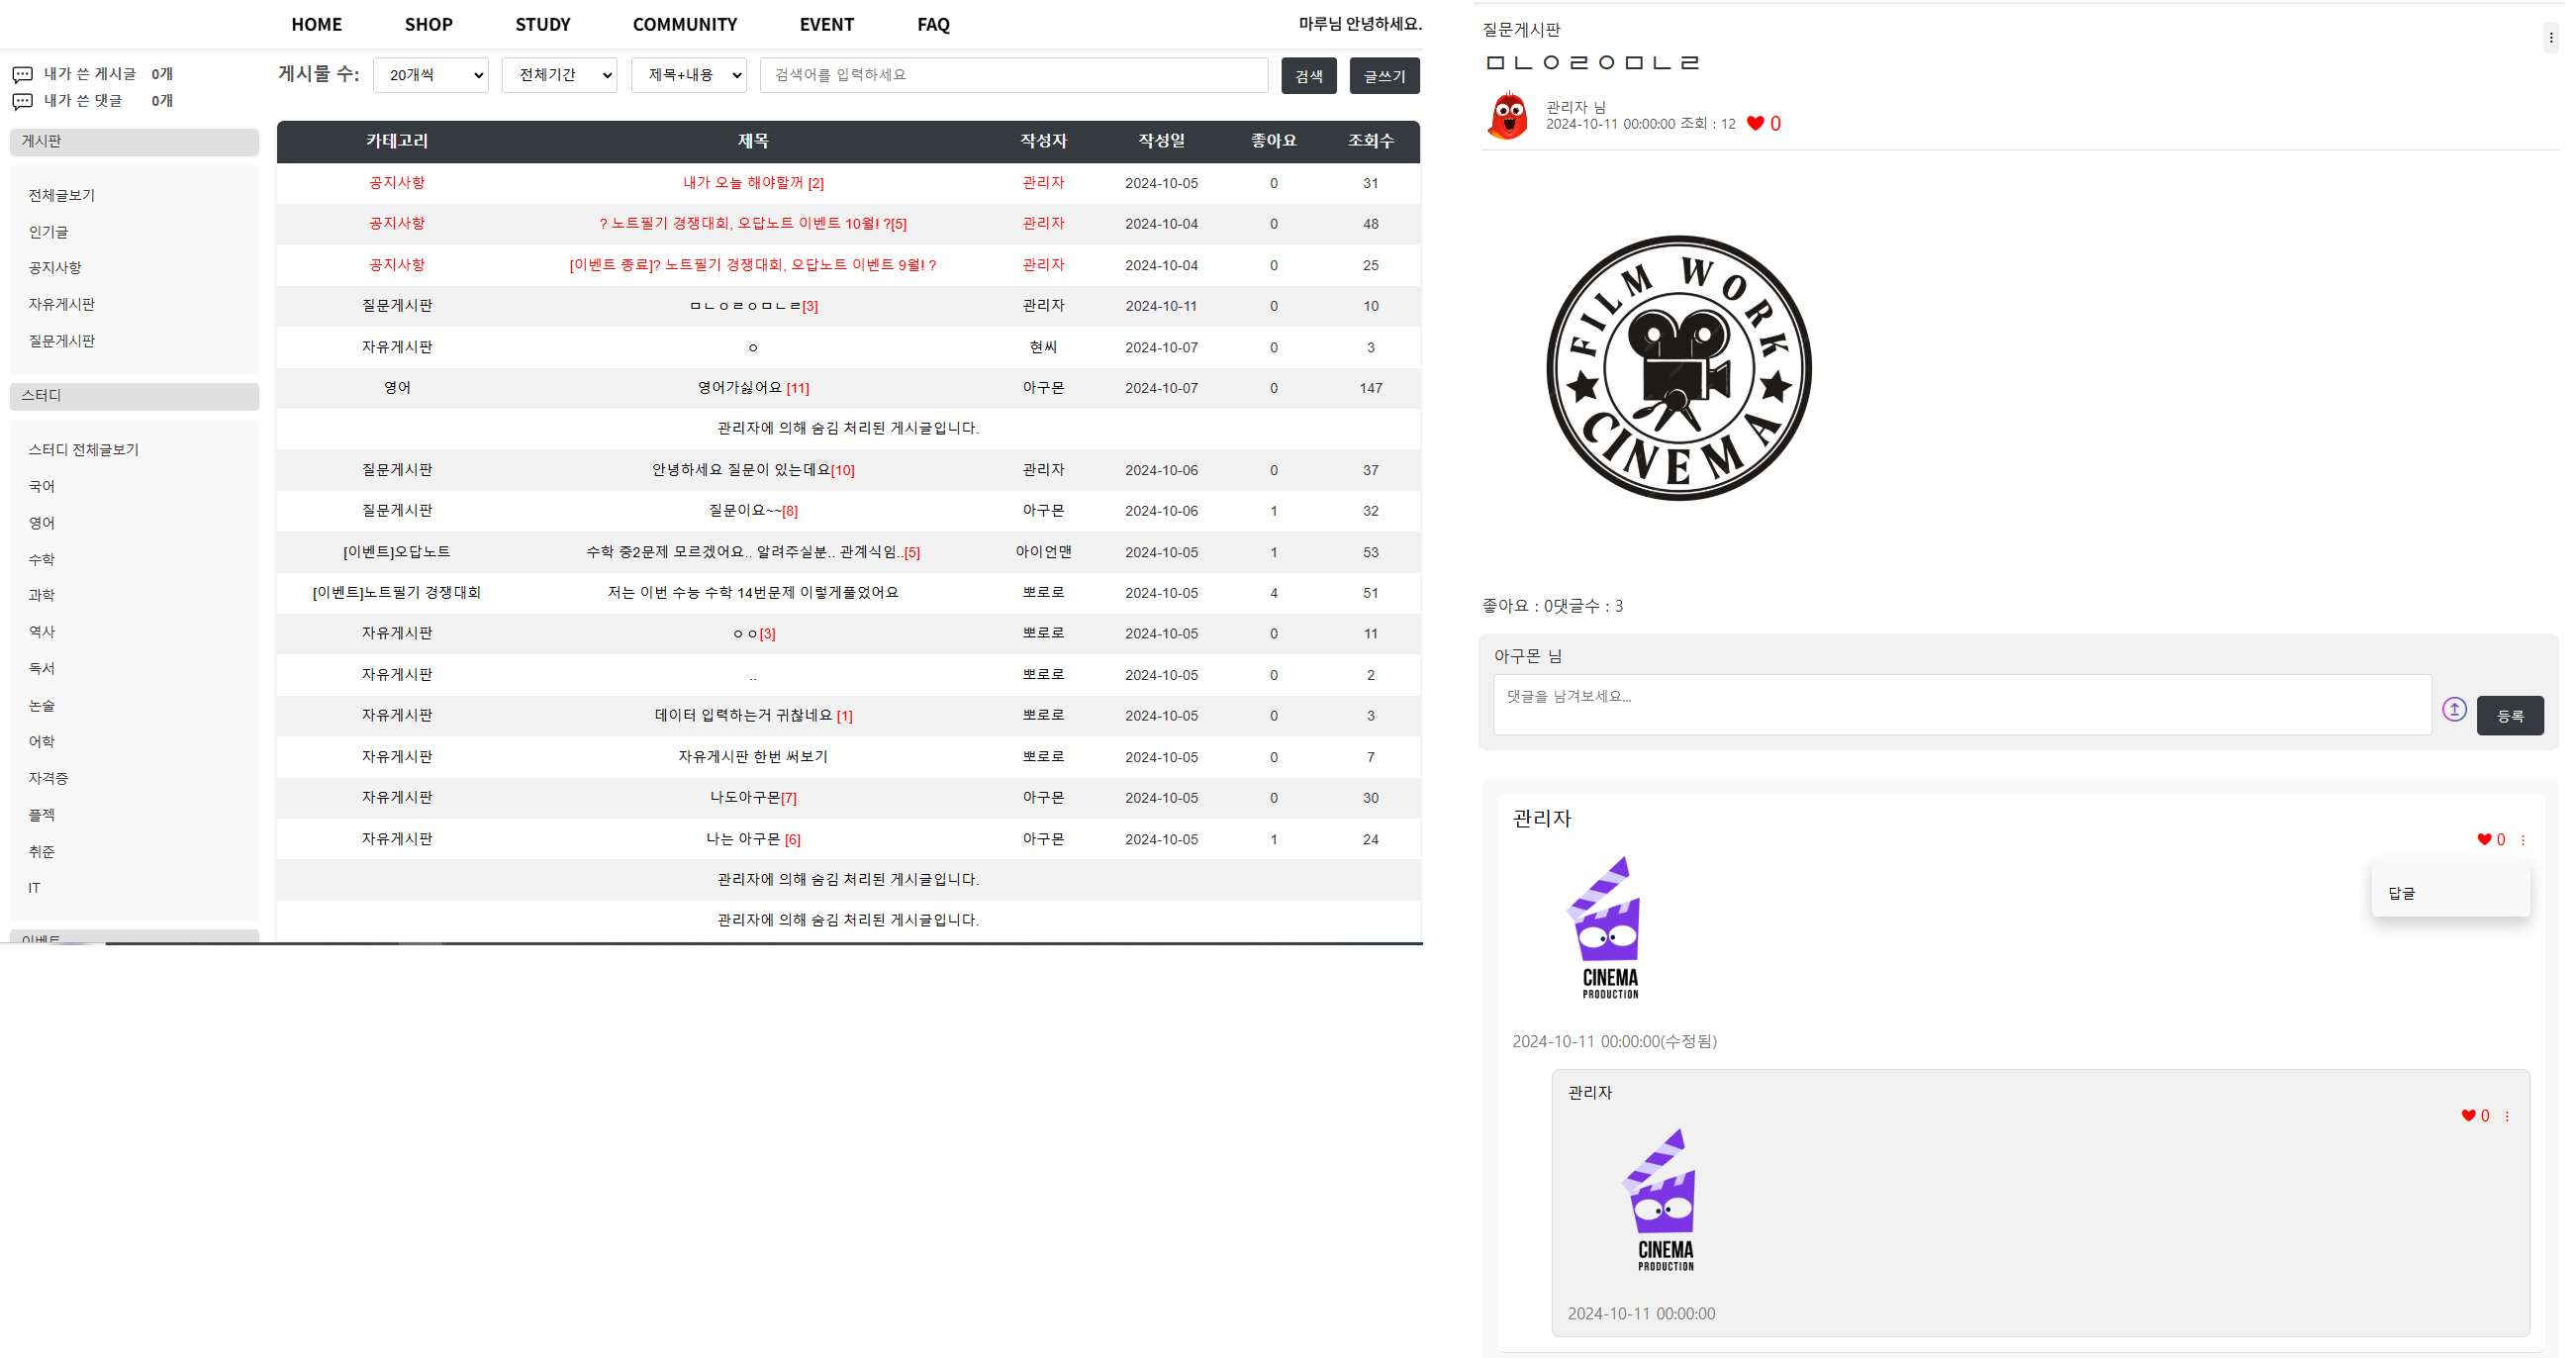 HOME SHOP STUDY COMMUNITY EVENT FAQ 마루님 안녕하세요.
내가 쓴 게시글 0개
내가 쓴 댓글 0개
게시판
전체글보기
인기글
공지사항
자유게시판
질문게시판
스터디
스터디 전체글보기
국어
영어
수학
과학
역사
독서
논술
어학
자격증
플젝
취준
IT
이벤트
게시물 수: 20개씩 전체기간 제목+내용 검색어를 입력하세요 검색 글쓰기
카테고리 제목 작성자 작성일 좋아요 조회수
공지사항 내가 오늘 해야할꺼 [2] 관리자 2024-10-05 0 31
공지사항 ? 노트필기 경쟁대회, 오답노트 이벤트 10월! ?[5] 관리자 2024-10-04 0 48
공지사항 [이벤트 종료]? 노트필기 경쟁대회, 오답노트 이벤트 9월! ? 관리자 2024-10-04 0 25
질문게시판 ㅁㄴㅇㄹㅇㅁㄴㄹ[3] 관리자 2024-10-11 0 10
자유게시판 ㅇ 현씨 2024-10-07 0 3
영어 영어가싫어요 [11] 아구몬 2024-10-07 0 147
관리자에 의해 숨김 처리된 게시글입니다.
질문게시판 안녕하세요 질문이 있는데요[10] 관리자 2024-10-06 0 37
질문게시판 질문이요~~[8] 아구몬 2024-10-06 1 32
[이벤트]오답노트 수학 중2문제 모르겠어요.. 알려주실분.. 관계식임..[5] 아이언맨 2024-10-05 1 53
[이벤트]노트필기 경쟁대회 저는 이번 수능 수학 14번문제 이렇게풀었어요 뽀로로 2024-10-05 4 51
자유게시판 ㅇㅇ[3] 뽀로로 2024-10-05 0 11
자유게시판 .. 뽀로로 2024-10-05 0 2
자유게시판 데이터 입력하는거 귀찮네요 [1] 뽀로로 2024-10-05 0 3
자유게시판 자유게시판 한번 써보기 뽀로로 2024-10-05 0 7
자유게시판 나도아구몬[7] 아구몬 2024-10-05 0 30
자유게시판 나는 아구몬 [6] 아구몬 2024-10-05 1 24
관리자에 의해 숨김 처리된 게시글입니다.
관리자에 의해 숨김 처리된 게시글입니다.
질문게시판
ㅁㄴㅇㄹㅇㅁㄴㄹ
관리자 님
2024-10-11 00:00:00 조회 : 12 0
FILM WORK
CINEMA
좋아요 : 0댓글수 : 3
아구몬 님
댓글을 남겨보세요...
등록
관리자
0
답글
CINEMA
PRODUCTION
2024-10-11 00:00:00(수정됨)
관리자
0
CINEMA
PRODUCTION
2024-10-11 00:00:00